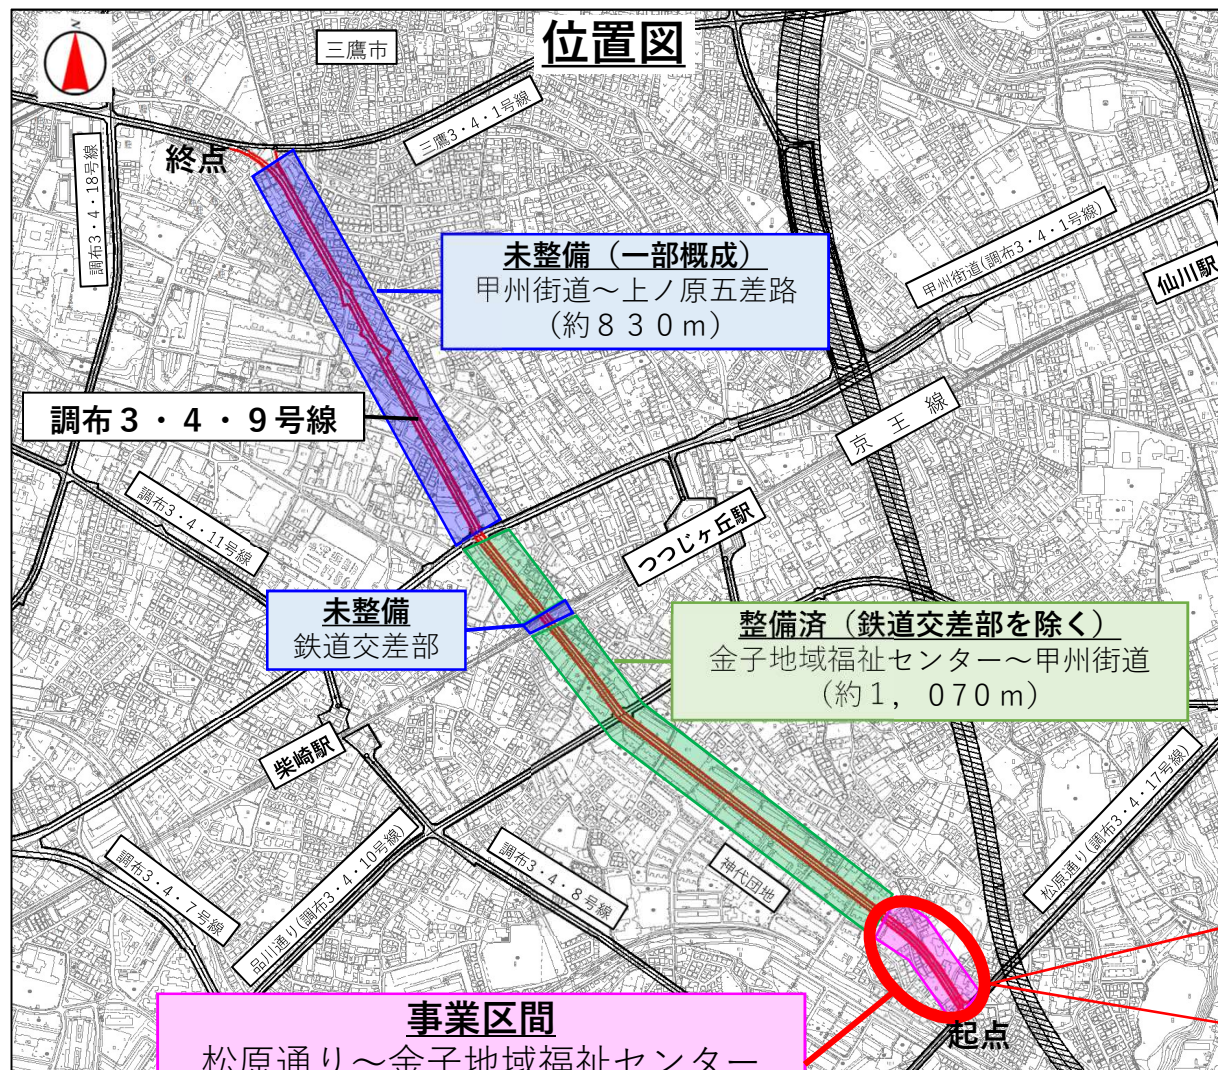 位置図
N
三鷹市
三鷹3・4・1号線
終点
調布3・4・18号線
未整備（一部概成）
甲州街道～上ノ原五差路
（約８３０ｍ）
甲州街道(調布3・4・1号線)
仙川駅
調布３・４・９号線
京王線
調布3・4・11号線
つつじヶ丘駅
未整備
鉄道交差部
整備済（鉄道交差部を除く）
金子地域福祉センター～甲州街道
（約１，０７０ｍ）
柴崎駅
松原通り(調布3・4・17号線)
調布3・4・7号線
品川通り(調布3・4・10号線)
調布3・4・8号線
神代団地
起点
事業区間
松原通り～金子地域福祉センター